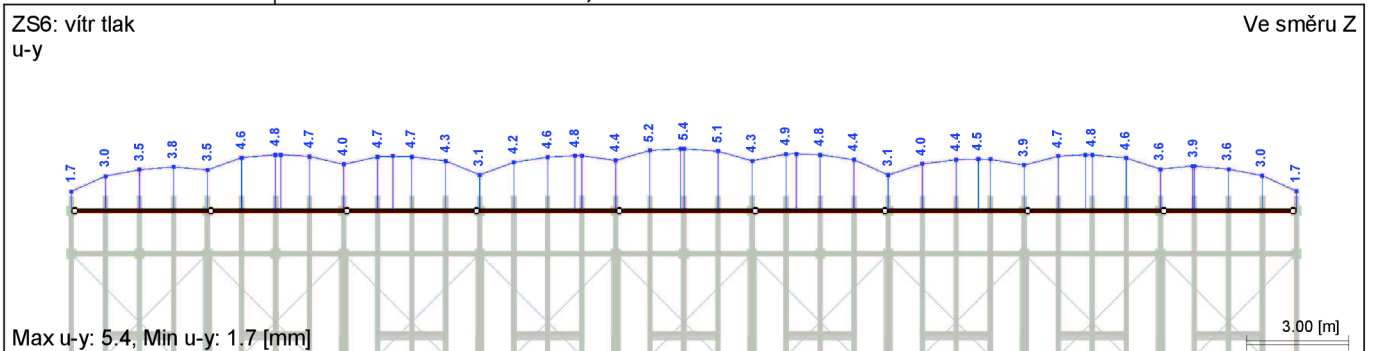 ZS6: vítr tlak
Ve směru Z
u-y
1.7 3.0 3.5 3.8 3.5 4.6 4.8 4.7 4.0 4.7 4.7 4.3 3.1 4.2 4.6 4.8 4.4 5.2 5.4 5.1 4.3 4.9 4.8 4.4 3.1 4.0 4.4 4.5 3.9 4.7 4.8 4.6 3.6 3.9 3.6 3.0 1.7
Max u-y: 5.4, Min u-y: 1.7 [mm]
3.00 [m]